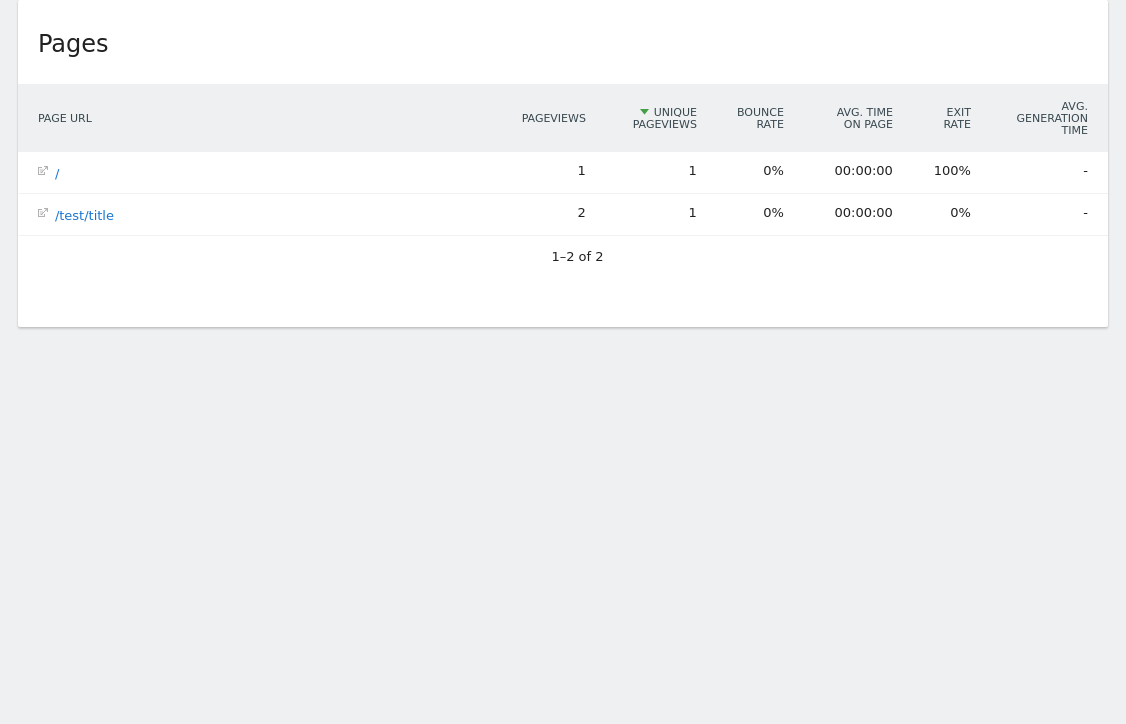 Pages
PAGE URL PAGEVIEWS UNIQUE PAGEVIEWS BOUNCE RATE AVG. TIME ON PAGE EXIT RATE AVG. GENERATION TIME
/ 1 1 0% 00:00:00 100% -
/test/title 2 1 0% 00:00:00 0% -
1–2 of 2